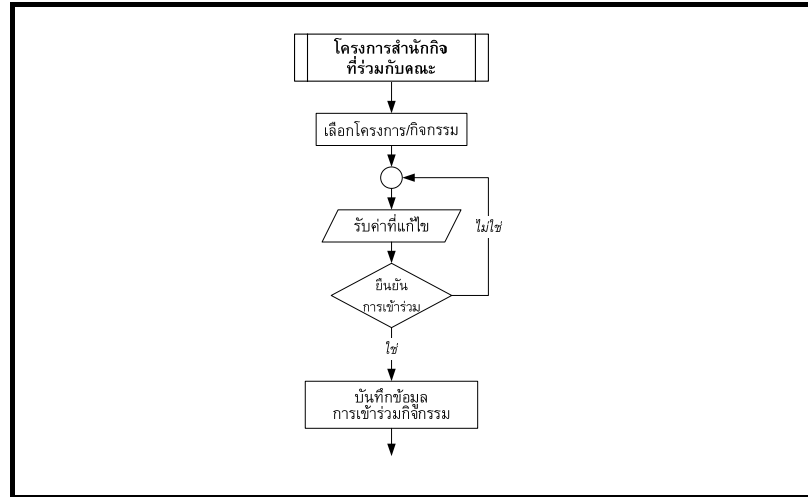 โครงการสำนักกิจ
ที่ร่วมกับคณะ
เลือกโครงการ/กิจกรรม
รับค่าที่แก้ไข
ไม่ใช่
ยืนยัน
การเข้าร่วม
ใช่
บันทึกข้อมูล
การเข้าร่วมกิจกรรม